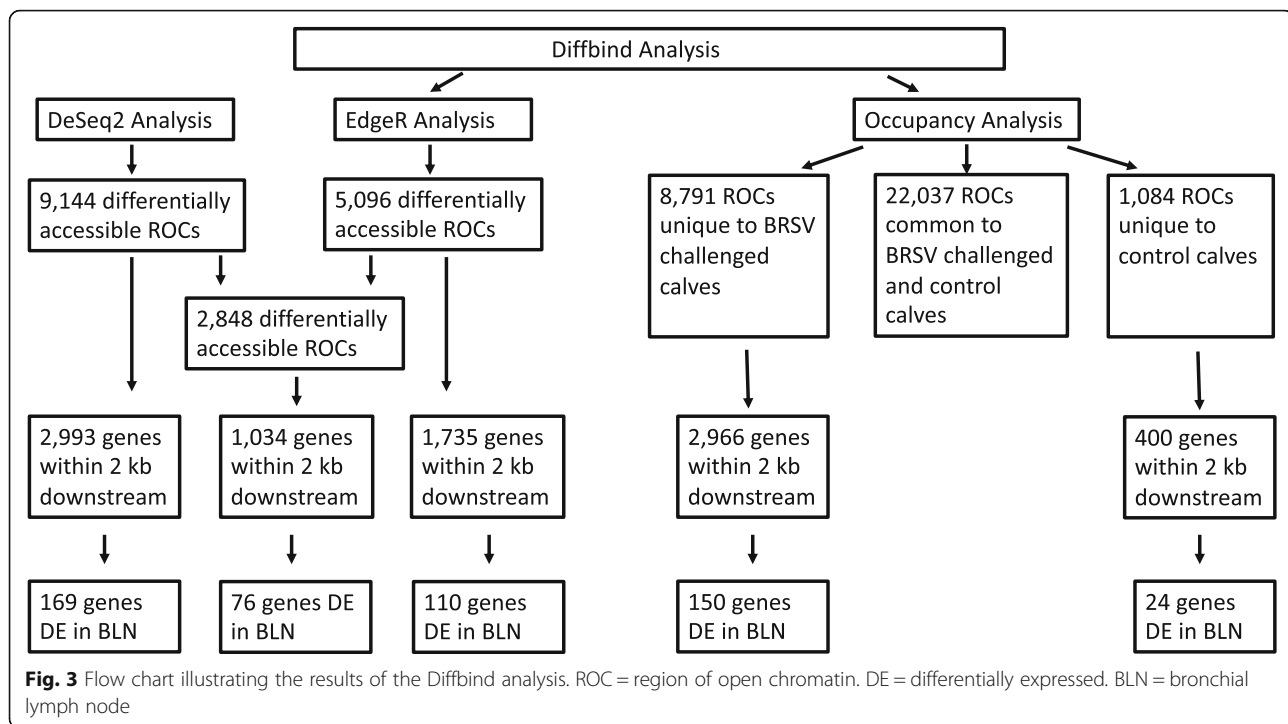 Diffbind Analysis
DeSeq2 Analysis
EdgeR Analysis
Occupancy Analysis
9,144 differentially
accessible ROCs
5,096 differentially
accessible ROCs
8,791 ROCs
unique to BRSV
challenged
calves
22,037 ROCs
common to
BRSV challenged
and control
calves
1,084 ROCs
unique to
control calves
2,848 differentially
accessible ROCs
2,993 genes
within 2 kb
downstream
1,034 genes
within 2 kb
downstream
1,735 genes
within 2 kb
downstream
2,966 genes
within 2 kb
downstream
400 genes
within 2 kb
downstream
169 genes
DE in BLN
76 genes DE
in BLN
110 genes
DE in BLN
150 genes
DE in BLN
24 genes
DE in BLN
Fig. 3 Flow chart illustrating the results of the Diffbind analysis. ROC = region of open chromatin. DE = differentially expressed. BLN = bronchial
lymph node